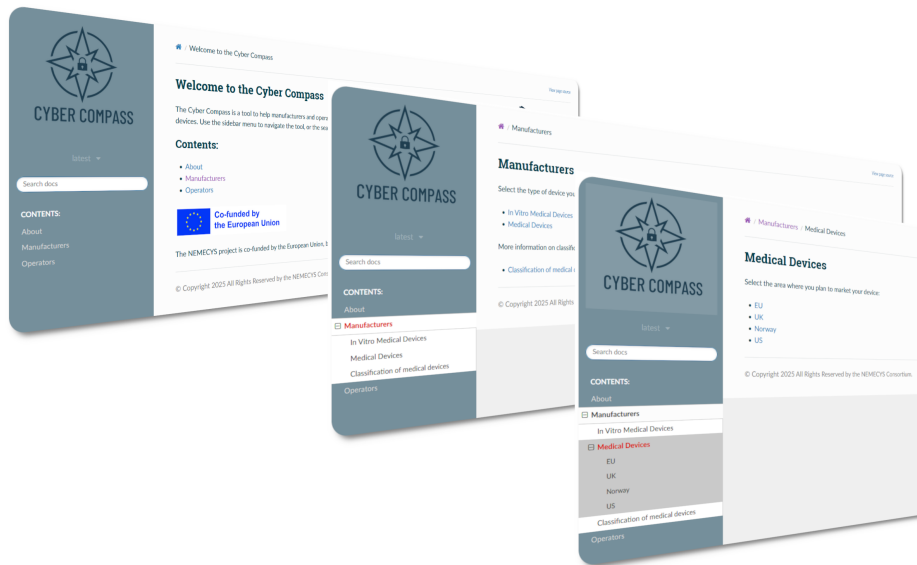 CYBER COMPASS
latest
Search docs
CONTENTS:
About
Manufacturers
Operators
/ Welcome to the Cyber Compass
View page source
Welcome to the Cyber Compass
The Cyber Compass is a tool to help manufacturers and opera
devices. Use the sidebar menu to navigate the tool, or the sea
Contents:
• About
• Manufacturers
• Operators
Co-funded by
the European Union
The NEMECYS project is co-funded by the European Union,
© Copyright 2025 All Rights Reserved by the NEMECYS Con
CYBER COMPASS
latest
Search docs
CONTENTS:
About
Manufacturers
In Vitro Medical Devices
Medical Devices
Classification of medical devices
Operators
/ Manufacturers
View page source
Manufacturers
Select the type of device you
• In Vitro Medical Devices
• Medical Devices
More information on classific
• Classification of medical
© Copyright 2025 All Rights
CYBER COMPASS
latest
Search docs
CONTENTS:
About
Manufacturers
In Vitro Medical Devices
Medical Devices
EU
UK
Norway
US
Classification of medical devices
Operators
/ Manufacturers / Medical Devices
Medical Devices
Select the area where you plan to market your device:
• EU
• UK
• Norway
• US
© Copyright 2025 All Rights Reserved by the NEMECYS Consortium.